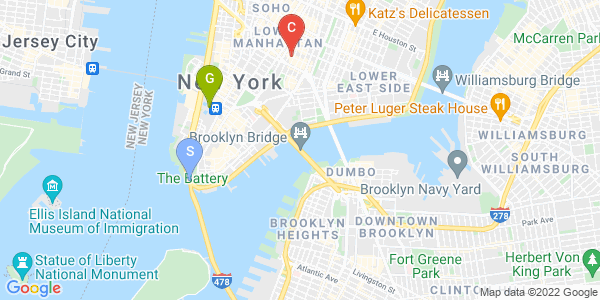 SOHO
Katz's Delicatessen
E Houston St
McCarren Park
Jersey City
C
LOWER
MANHATTAN
Grand St
G
New York
LOWER
EAST SIDE
Williamsburg Bridge
NEW JERSEY
NEW YORK
Peter Luger Steak House
Brooklyn Bridge
WILLIAMSBURG
S
The Battery
DUMBO
Brooklyn Navy Yard
SOUTH
WILLIAMSBURG
Ellis Island National
Museum of Immigration
BROOKLYN
HEIGHTS
DOWNTOWN
BROOKLYN
278
Park Ave
Fort Greene
Park
Herbert Von
King Park
Statue of Liberty
National Monument
478
Atlantic Ave
Livingston St
CLINTO
Google
Map data ©2022 Google